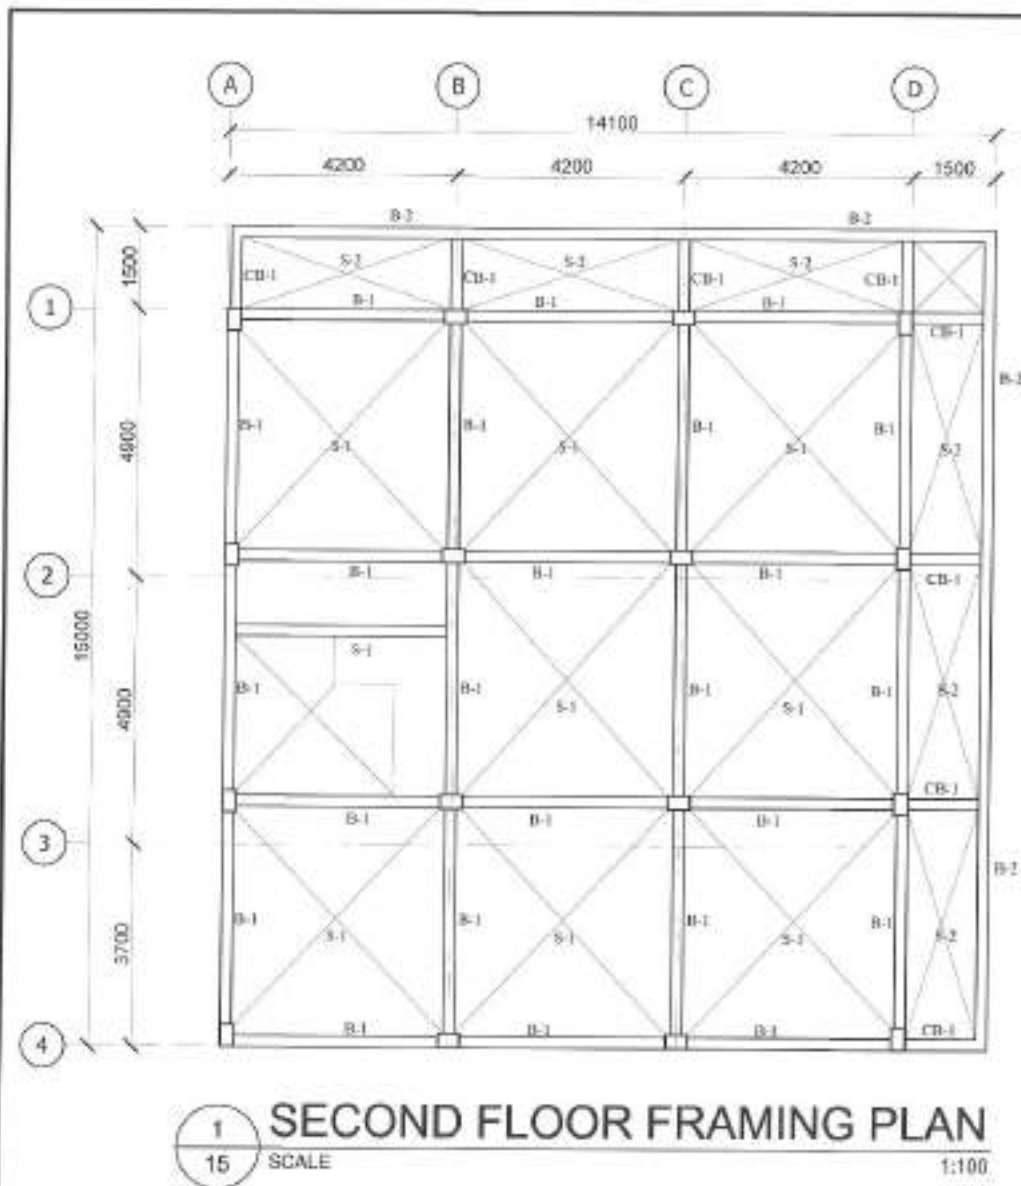 A B C D
14100
4200 4200 4200 1500
B-2 B-2
1500 CB-1 S-2 CB-1 S-2 CB-1 S-2 CB-1
1 B-1 B-1 B-1
CB-1
B-2
4900 B-1 B-1 B-1 B-1
S-1 S-1 S-1 S-2
2 B-1 B-1 B-1 CB-1
15000
S-1
4900 B-1 B-1 B-1 B-1 S-2
S-1 S-1
CB-1
3 B-1 B-1 B-1
B-2
3700 B-1 B-1 B-1 B-1
S-1 S-1 S-1 S-2
4 B-1 B-1 B-1 CB-1
1 SECOND FLOOR FRAMING PLAN
15 SCALE 1:100